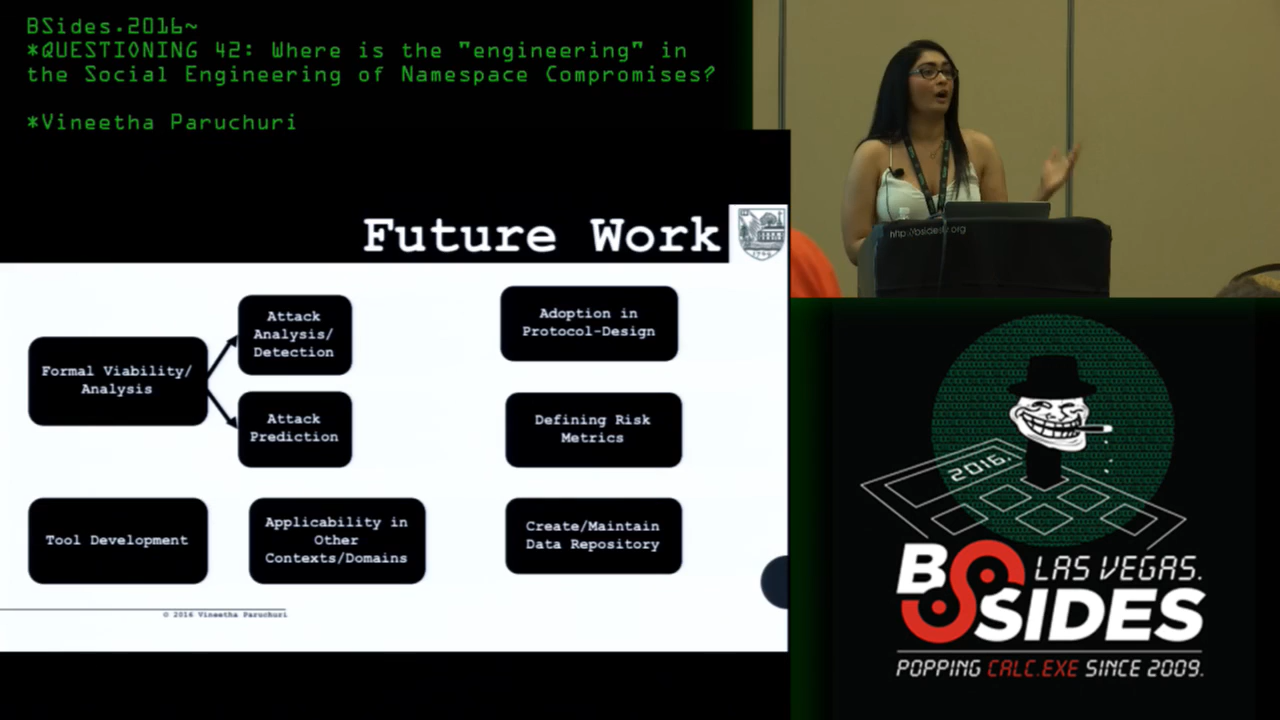 BSides.2016~
*QUESTIONING 42: Where is the "engineering" in
the Social Engineering of Namespace Compromises?
*Vineetha Paruchuri
Future Work
Formal Viability/
Analysis
Attack
Analysis/
Detection
Attack
Prediction
Tool Development
Applicability in
Other
Contexts/Domains
Adoption in
Protocol-Design
Defining Risk
Metrics
Create/Maintain
Data Repository
© 2016 Vineetha Paruchuri
2016.
BSIDES
LAS VEGAS.
POPPING CALC.EXE SINCE 2009.